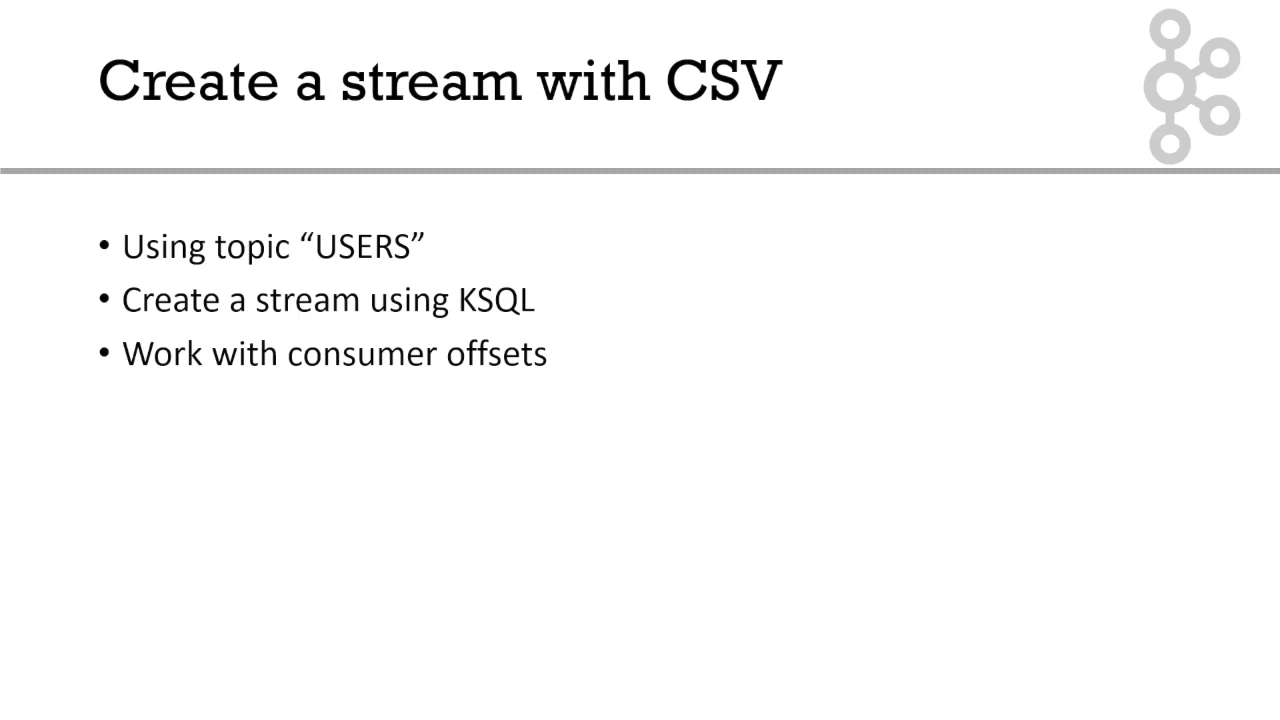 Create a stream with CSV
• Using topic “USERS”
• Create a stream using KSQL
• Work with consumer offsets